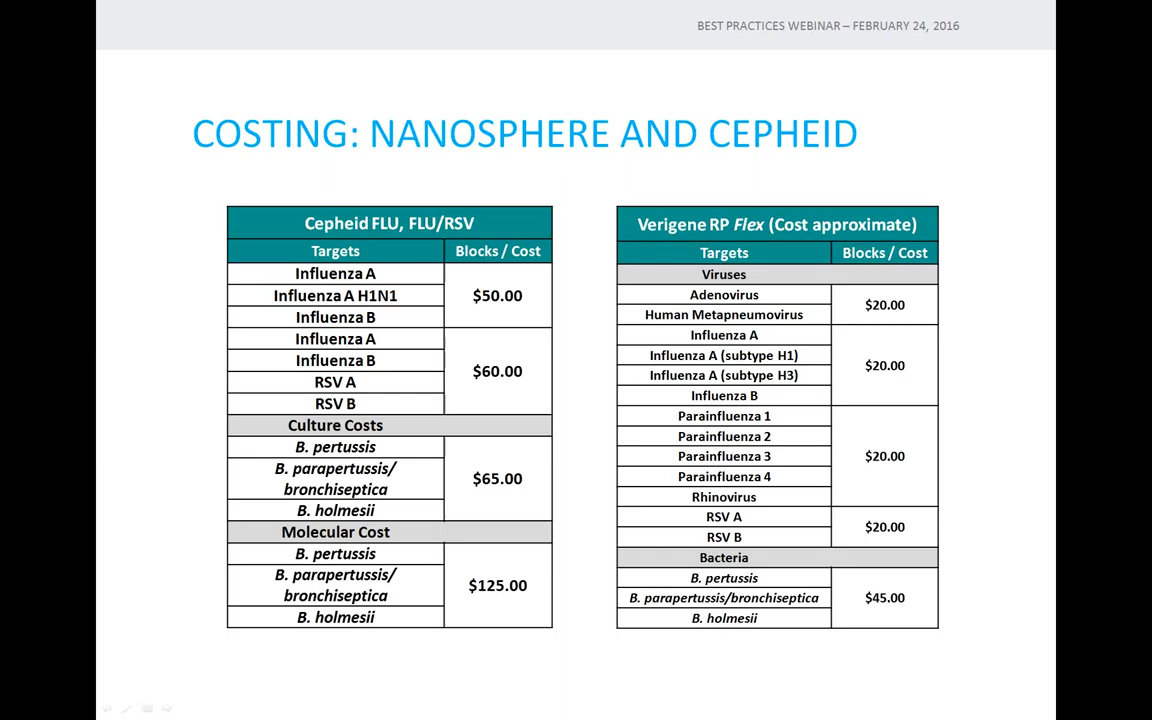 BEST PRACTICES WEBINAR – FEBRUARY 24, 2016
COSTING: NANOSPHERE AND CEPHEID
Cepheid FLU, FLU/RSV
Targets Blocks / Cost
Influenza A
Influenza A H1N1 $50.00
Influenza B
Influenza A
Influenza B
$60.00
RSV A
RSV B
Culture Costs
B. pertussis
B. parapertussis/
$65.00
bronchiseptica
B. holmesii
Molecular Cost
B. pertussis
B. parapertussis/
$125.00
bronchiseptica
B. holmesii
Verigene RP Flex (Cost approximate)
Targets Blocks / Cost
Viruses
Adenovirus
$20.00
Human Metapneumovirus
Influenza A
Influenza A (subtype H1)
$20.00
Influenza A (subtype H3)
Influenza B
Parainfluenza 1
Parainfluenza 2
Parainfluenza 3 $20.00
Parainfluenza 4
Rhinovirus
RSV A
$20.00
RSV B
Bacteria
B. pertussis
B. parapertussis/bronchiseptica $45.00
B. holmesii